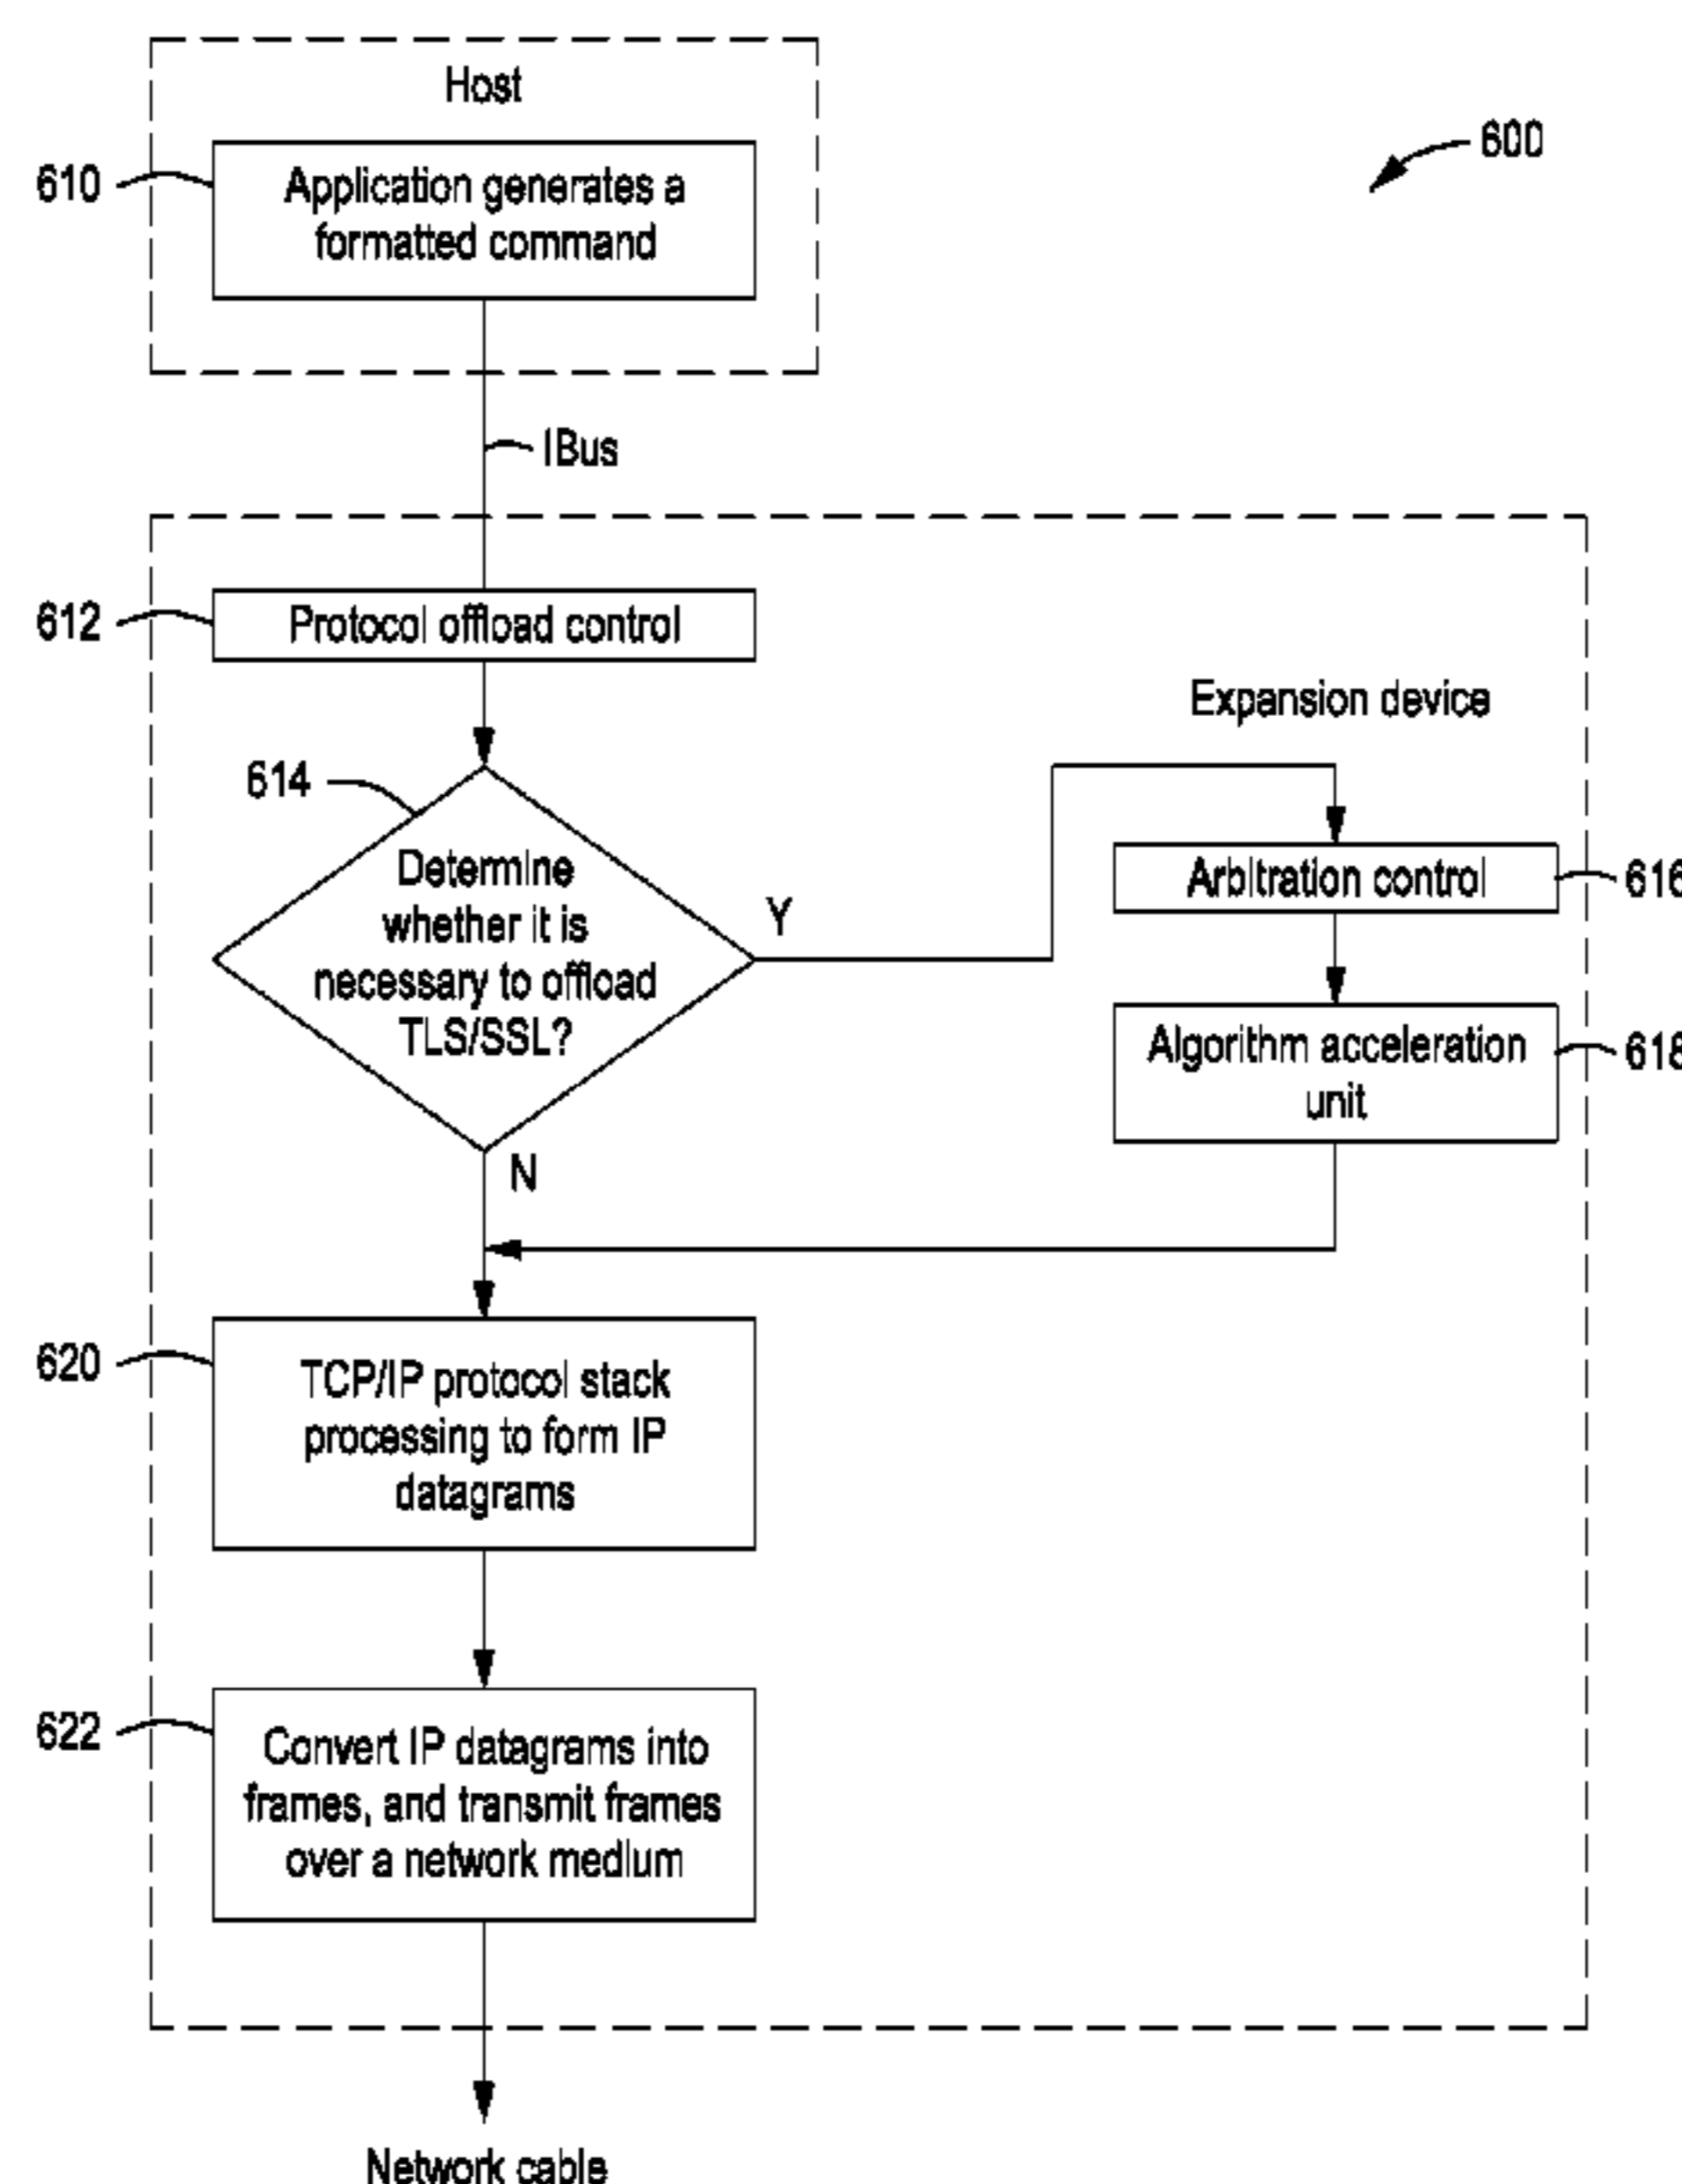 Host
600
610
Application generates a
formatted command
IBus
612
Protocol offload control
Expansion device
614
Determine
whether it is
necessary to offload
TLS/SSL?
Y
N
Arbitration control
616
Algorithm acceleration
unit
618
620
TCP/IP protocol stack
processing to form IP
datagrams
622
Convert IP datagrams into
frames, and transmit frames
over a network medium
Network cable